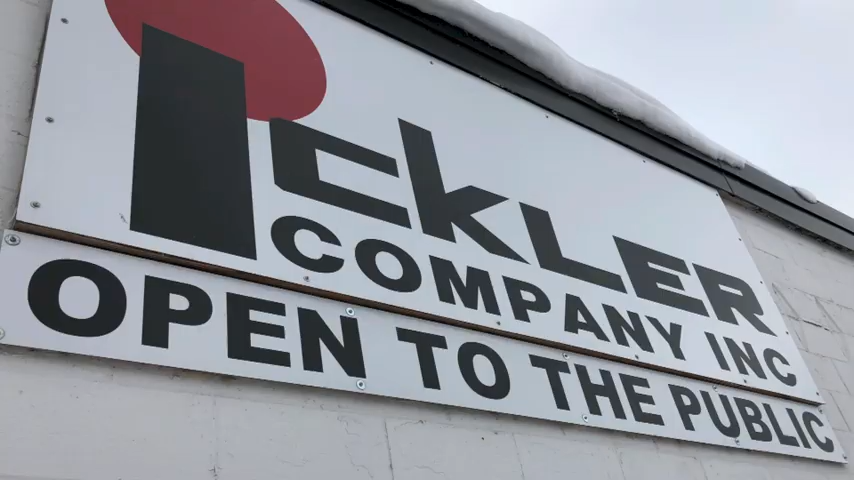 ickLER
COMPANY INC
OPEN TO THE PUBLIC